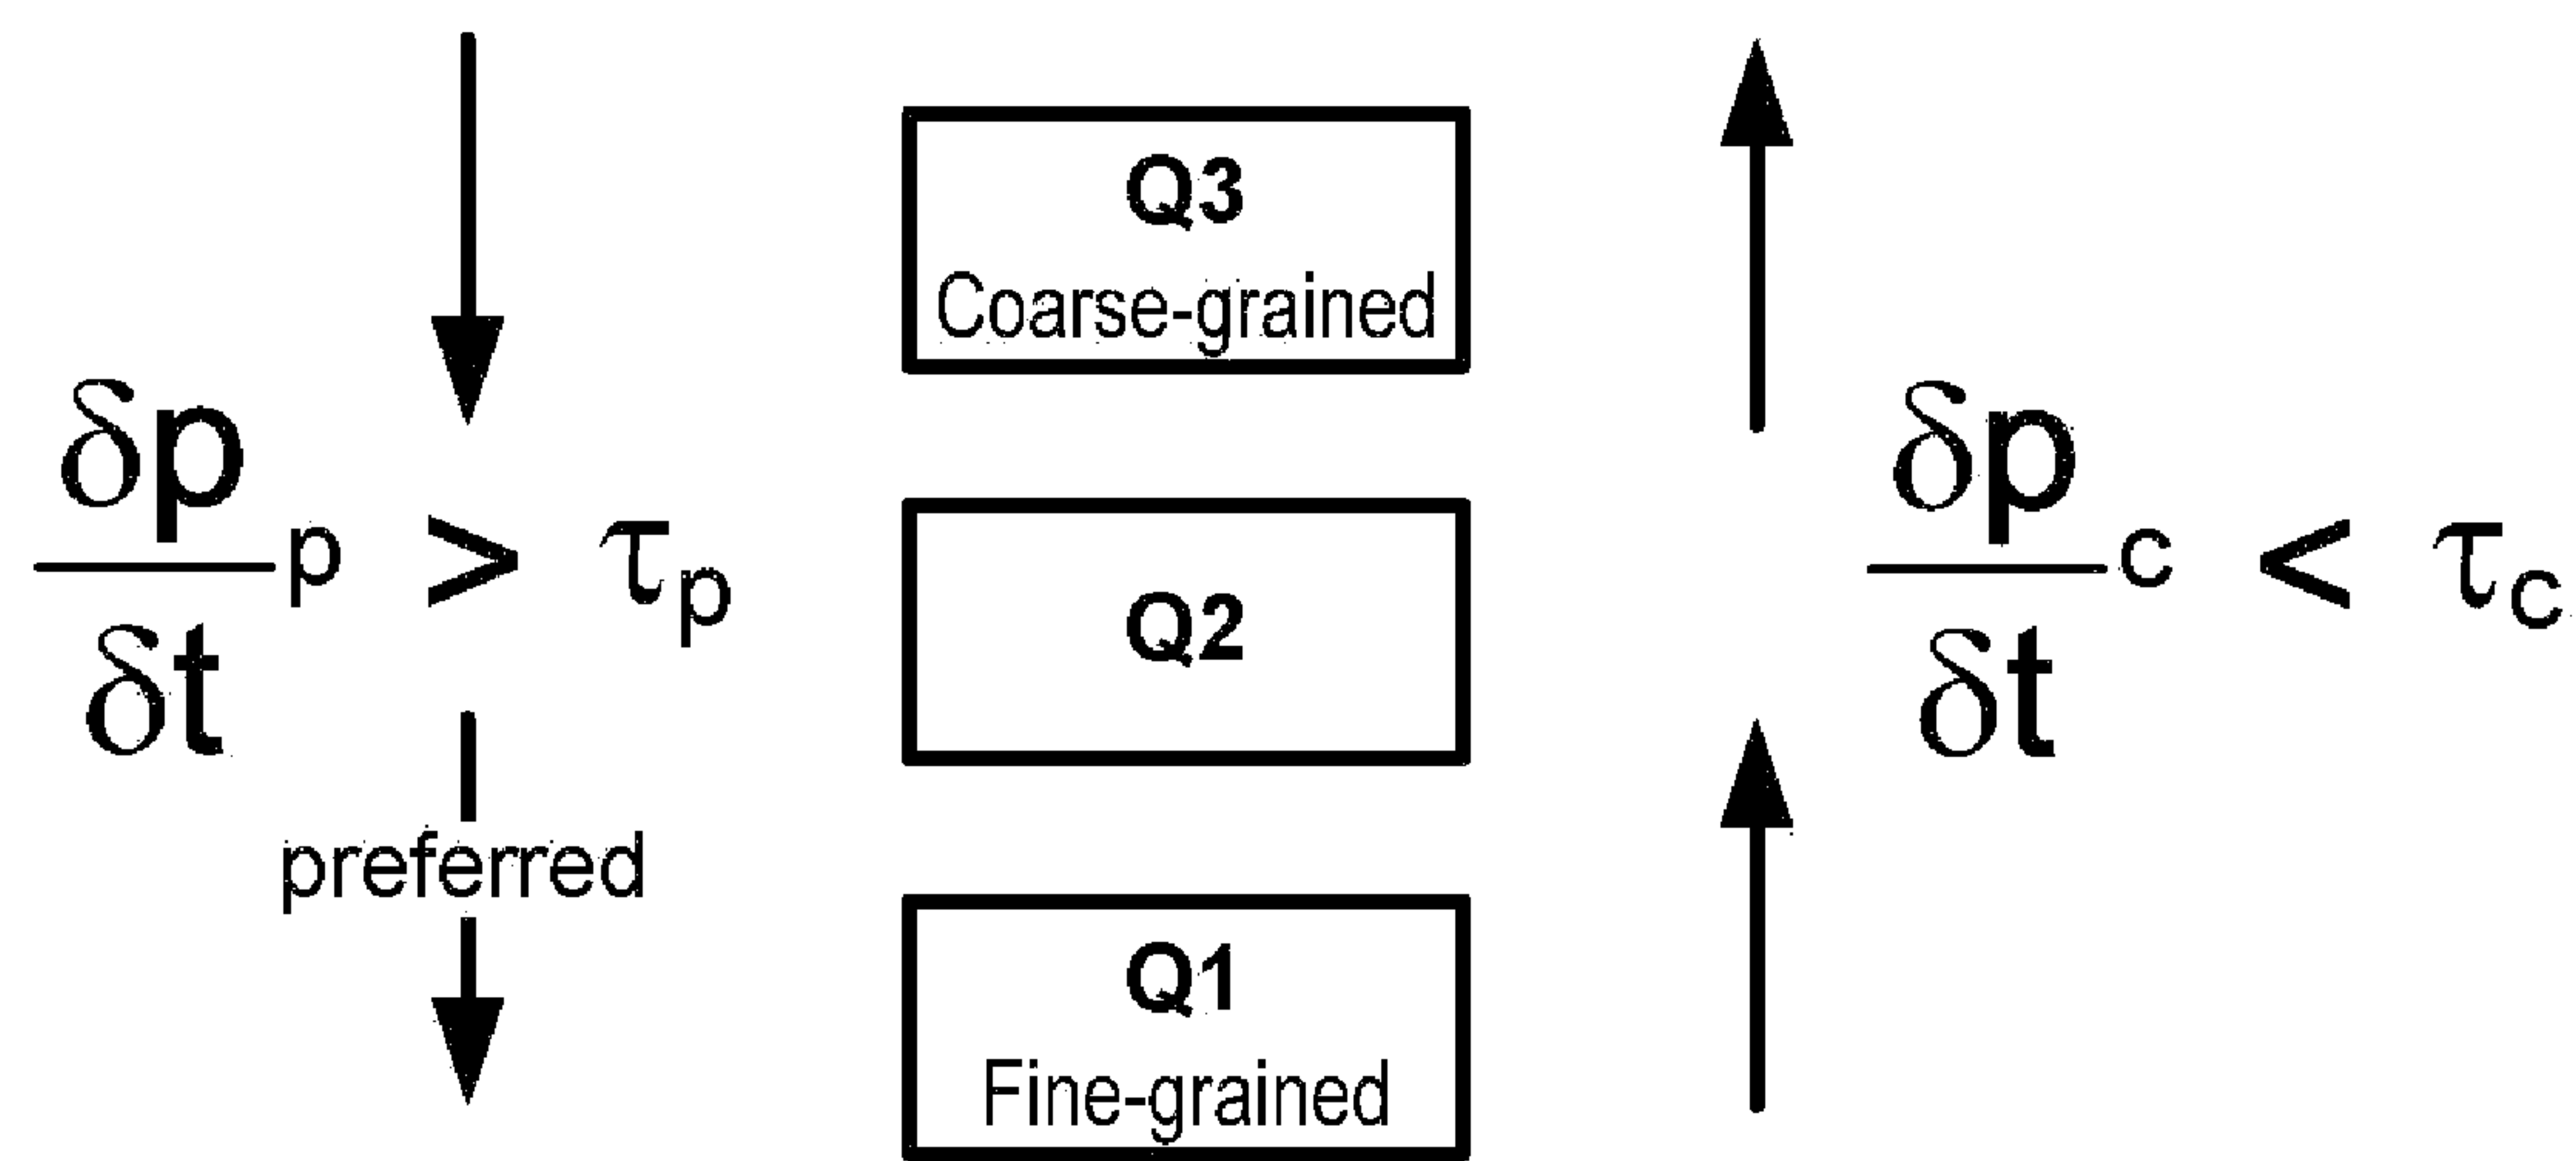 Q3
Coarse-grained
δp
δt
p > τp
Q2
δp
δt
c < τc
preferred
Q1
Fine-grained